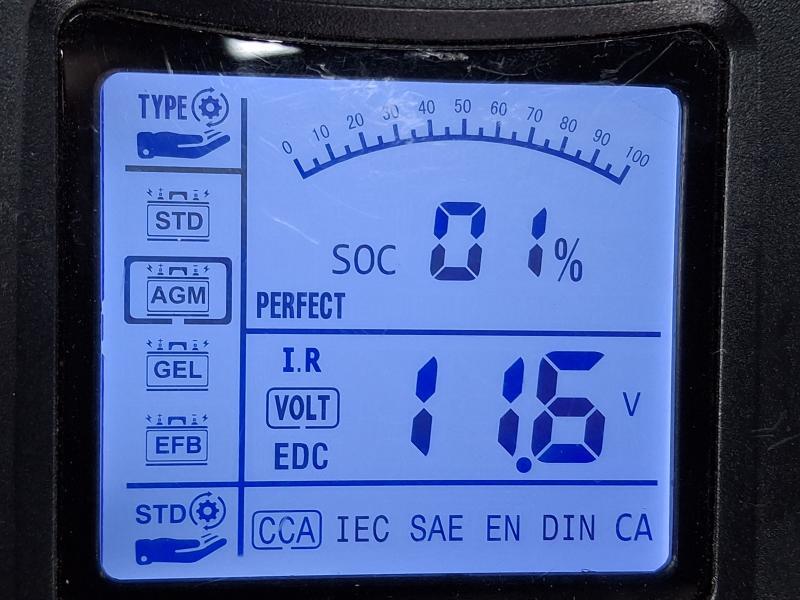 TYPE
0 10 20 30 40 50 60 70 80 90 100
STD
SOC 01%
AGM
PERFECT
I.R
GEL
VOLT 11.6 V
EFB
EDC
STD
CCA IEC SAE EN DIN CA